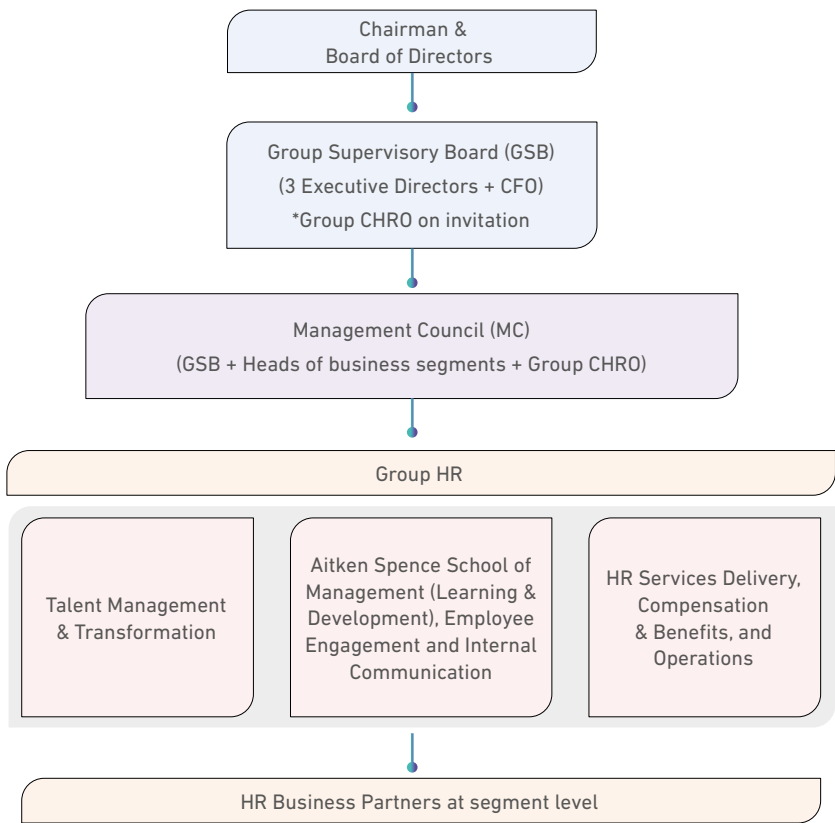 Chairman &
Board of Directors
Group Supervisory Board (GSB)
(3 Executive Directors + CFO)
*Group CHRO on invitation
Management Council (MC)
(GSB + Heads of business segments + Group CHRO)
Group HR
Talent Management
& Transformation
Aitken Spence School of
Management (Learning &
Development), Employee
Engagement and Internal
Communication
HR Services Delivery,
Compensation
& Benefits, and
Operations
HR Business Partners at segment level